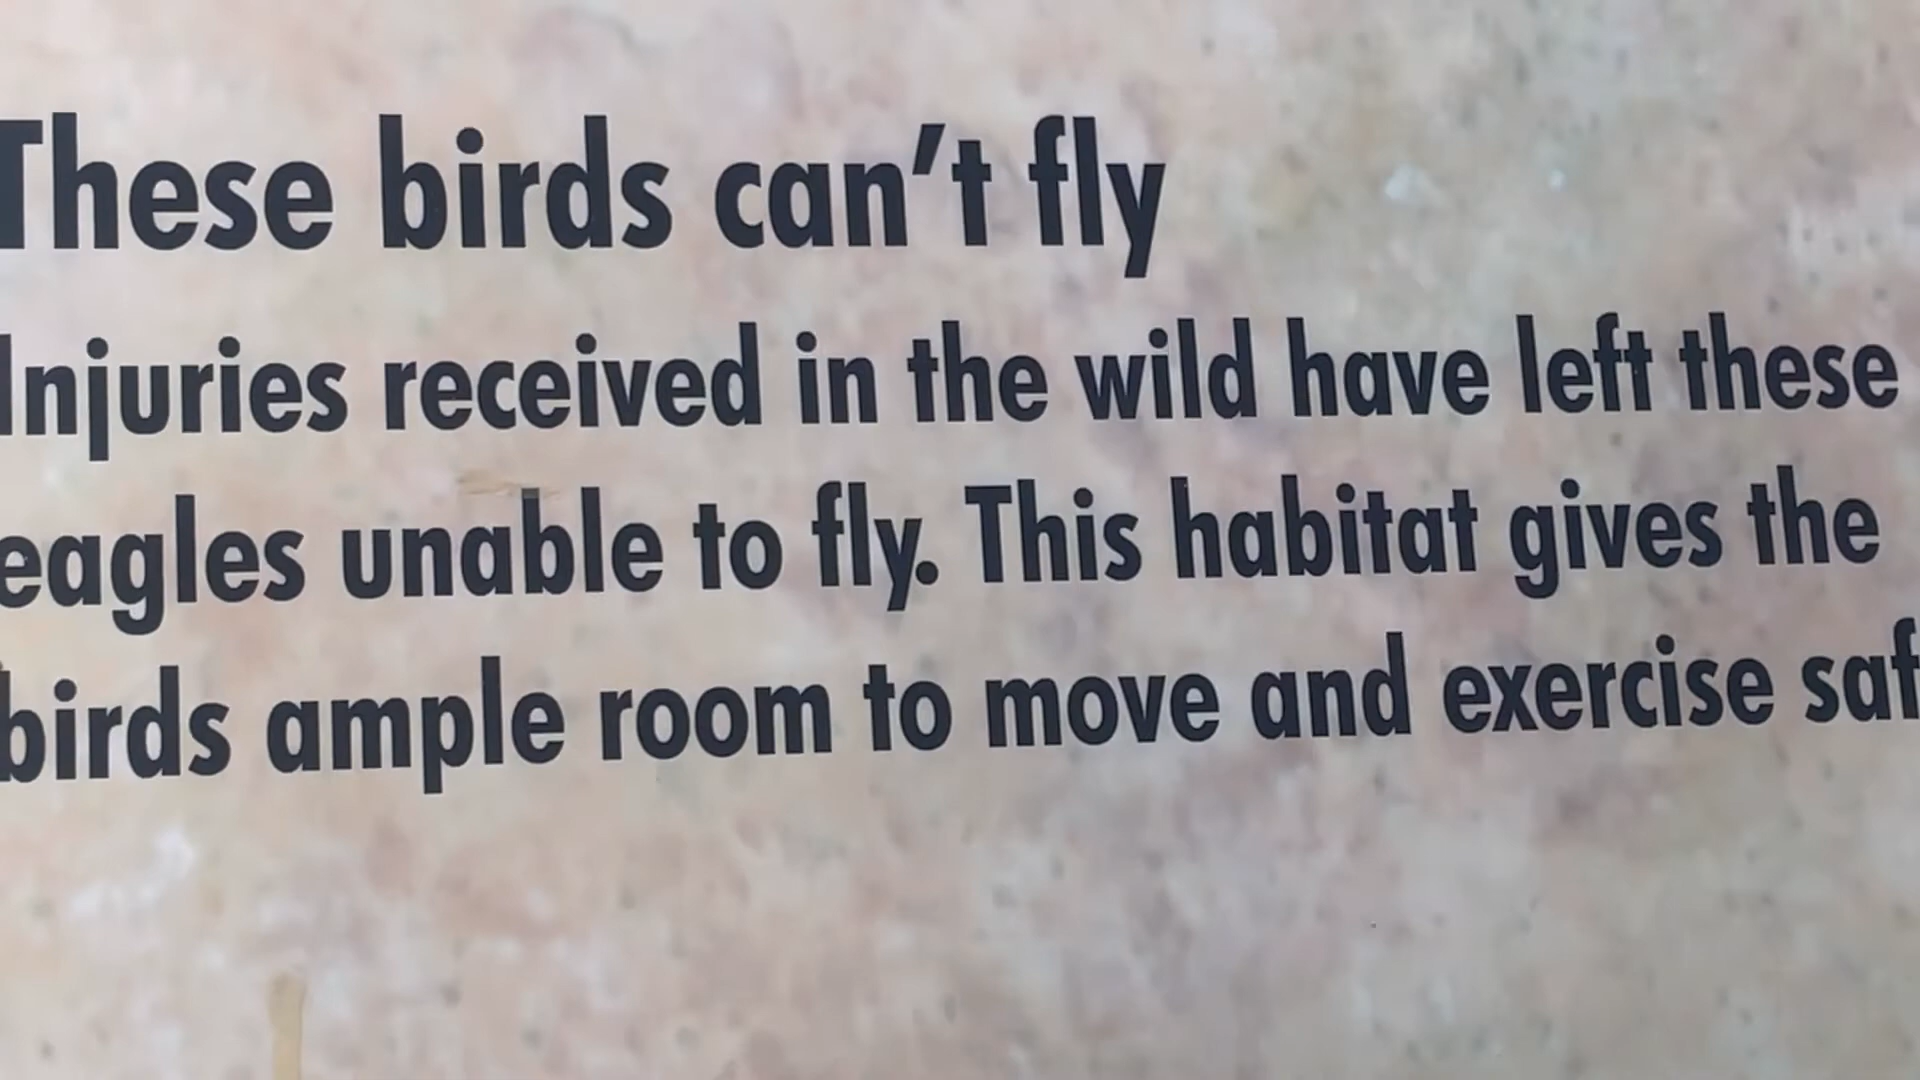 These birds can't fly
Injuries received in the wild have left these
eagles unable to fly. This habitat gives the
birds ample room to move and exercise saf